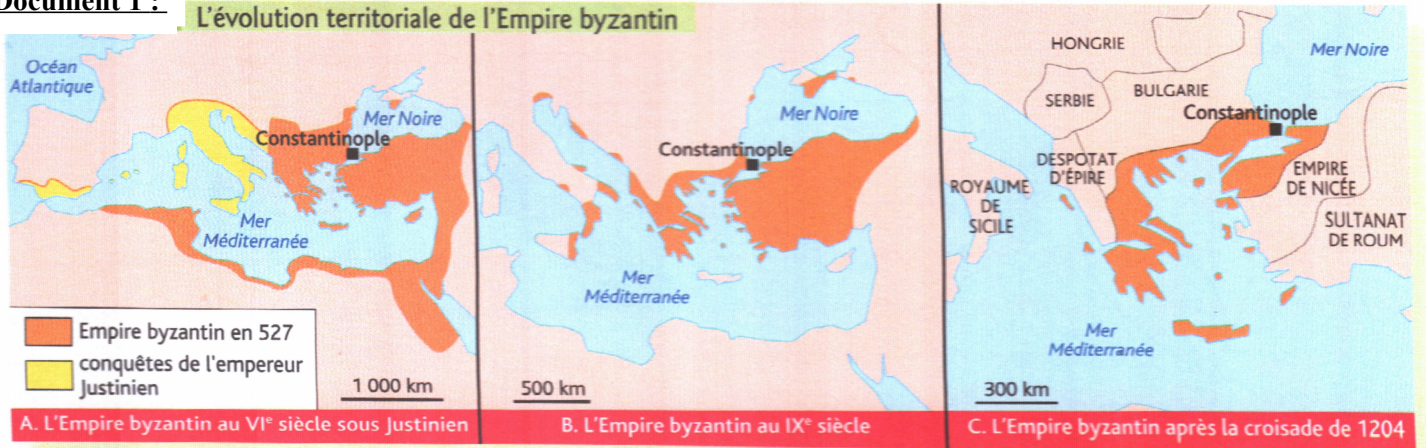 Document 1 :
L'évolution territoriale de l'Empire byzantin
Océan
Atlantique
Mer Noire
Constantinople
Mer
Méditerranée
Empire byzantin en 527
conquêtes de l'empereur
Justinien
1 000 km
A. L'Empire byzantin au VIe siècle sous Justinien
Mer Noire
Constantinople
Mer
Méditerranée
500 km
B. L'Empire byzantin au IXe siècle
HONGRIE
Mer Noire
SERBIE
BULGARIE
Constantinople
DESPOTAT
D'ÉPIRE
EMPIRE
DE NICÉE
ROYAUME
DE
SICILE
SULTANAT
DE ROUM
Mer
Méditerranée
300 km
C. L'Empire byzantin après la croisade de 1204